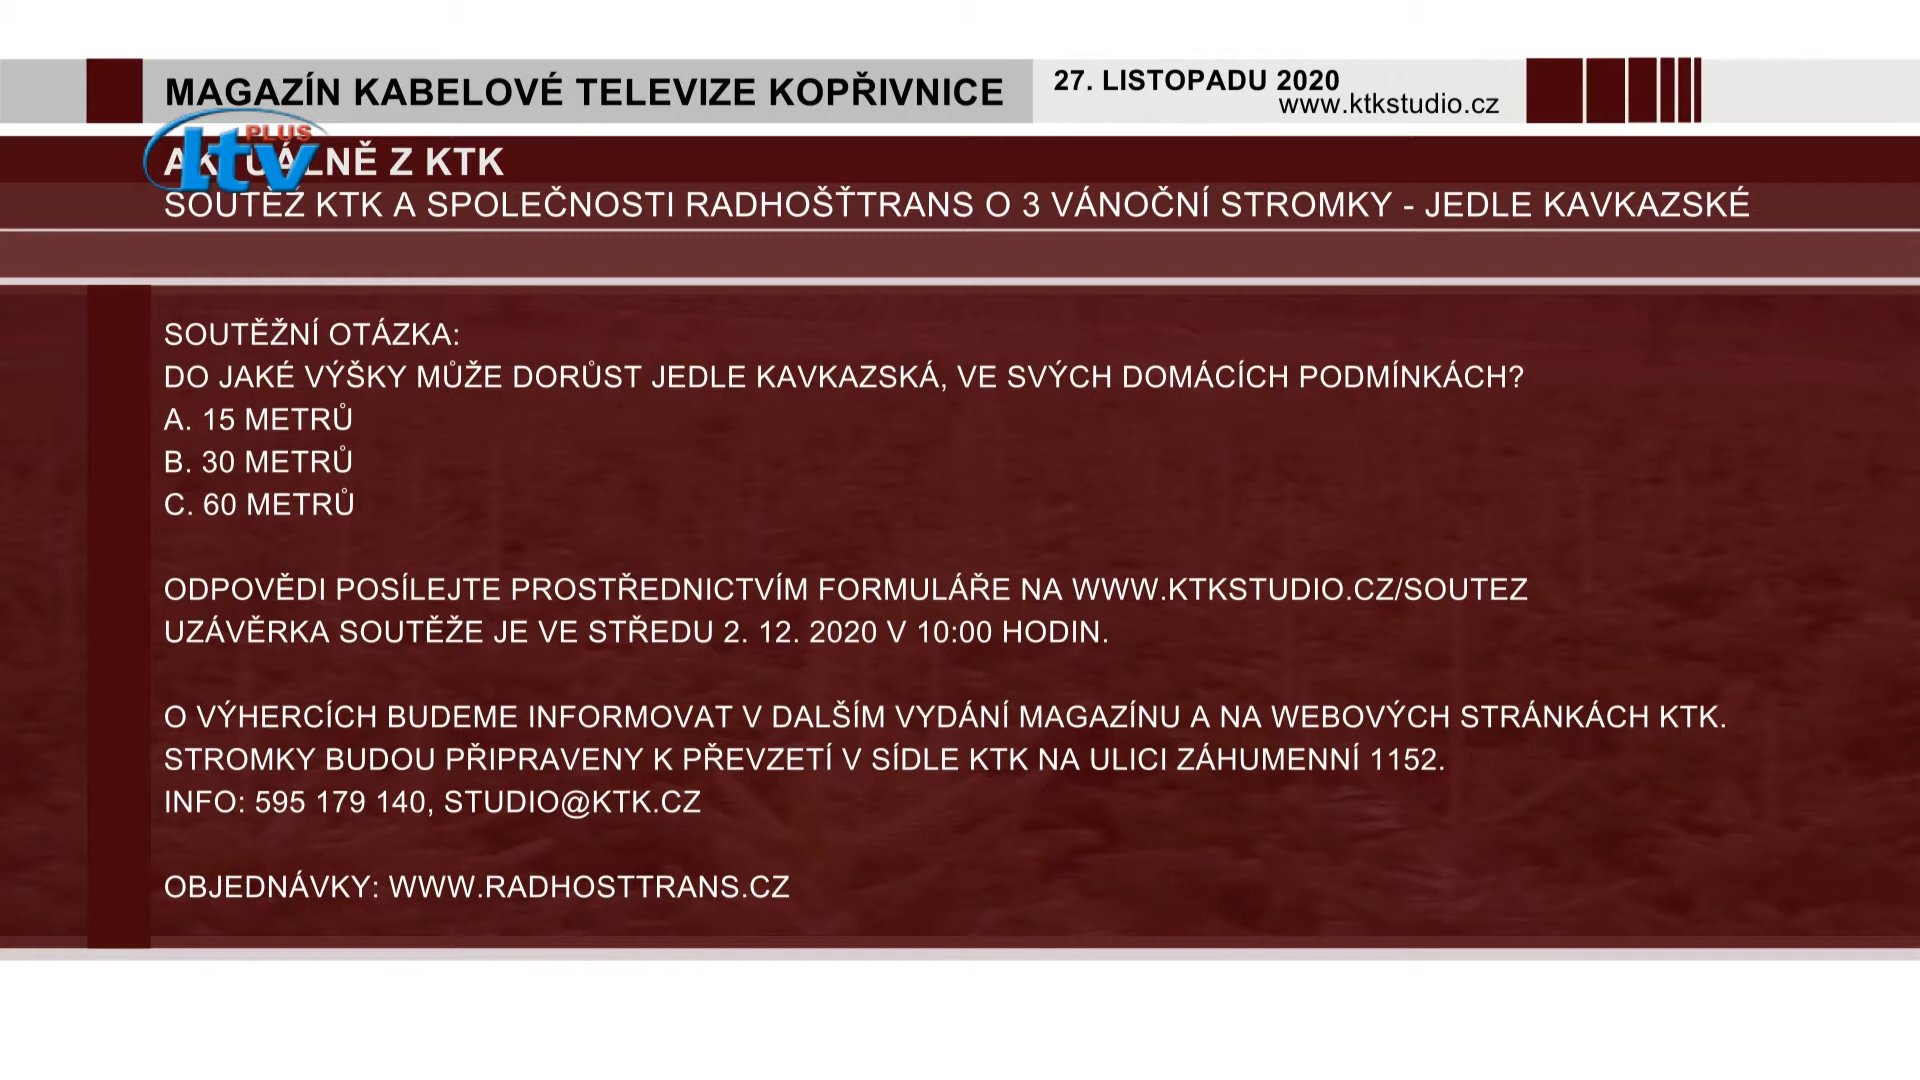 MAGAZÍN KABELOVÉ TELEVIZE KOPŘIVNICE
27. LISTOPADU 2020
www.ktkstudio.cz
ltv PLUS
AKTUÁLNĚ Z KTK
SOUTĚŽ KTK A SPOLEČNOSTI RADHOŠŤTRANS O 3 VÁNOČNÍ STROMKY - JEDLE KAVKAZSKÉ
SOUTĚŽNÍ OTÁZKA:
DO JAKÉ VÝŠKY MŮŽE DORŮST JEDLE KAVKAZSKÁ, VE SVÝCH DOMÁCÍCH PODMÍNKÁCH?
A. 15 METRŮ
B. 30 METRŮ
C. 60 METRŮ
ODPOVĚDI POSÍLEJTE PROSTŘEDNICTVÍM FORMULÁŘE NA WWW.KTKSTUDIO.CZ/SOUTEZ
UZÁVĚRKA SOUTĚŽE JE VE STŘEDU 2. 12. 2020 V 10:00 HODIN.
O VÝHERCÍCH BUDEME INFORMOVAT V DALŠÍM VYDÁNÍ MAGAZÍNU A NA WEBOVÝCH STRÁNKÁCH KTK.
STROMKY BUDOU PŘIPRAVENY K PŘEVZETÍ V SÍDLE KTK NA ULICI ZÁHUMENNÍ 1152.
INFO: 595 179 140, STUDIO@KTK.CZ
OBJEDNÁVKY: WWW.RADHOSTTRANS.CZ